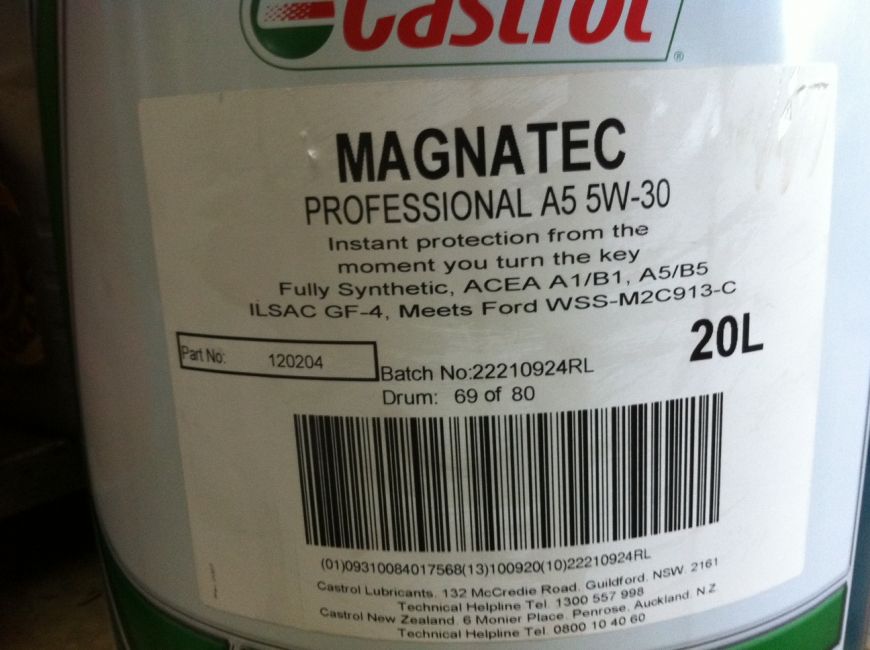 Castrol
®
MAGNATEC
PROFESSIONAL A5 5W-30
Instant protection from the
moment you turn the key
Fully Synthetic, ACEA A1/B1, A5/B5
ILSAC GF-4, Meets Ford WSS-M2C913-C
20L
Part No: 120204
Batch No:22210924RL
Drum: 69 of 80
(01)09310084017568(13)100920(10)22210924RL
Castrol Lubricants. 132 McCredie Road, Guildford, NSW. 2161
Technical Helpline Tel. 1300 557 998
Castrol New Zealand. 6 Monier Place, Penrose, Auckland, N.Z
Technical Helpline Tel. 0800 10 40 60